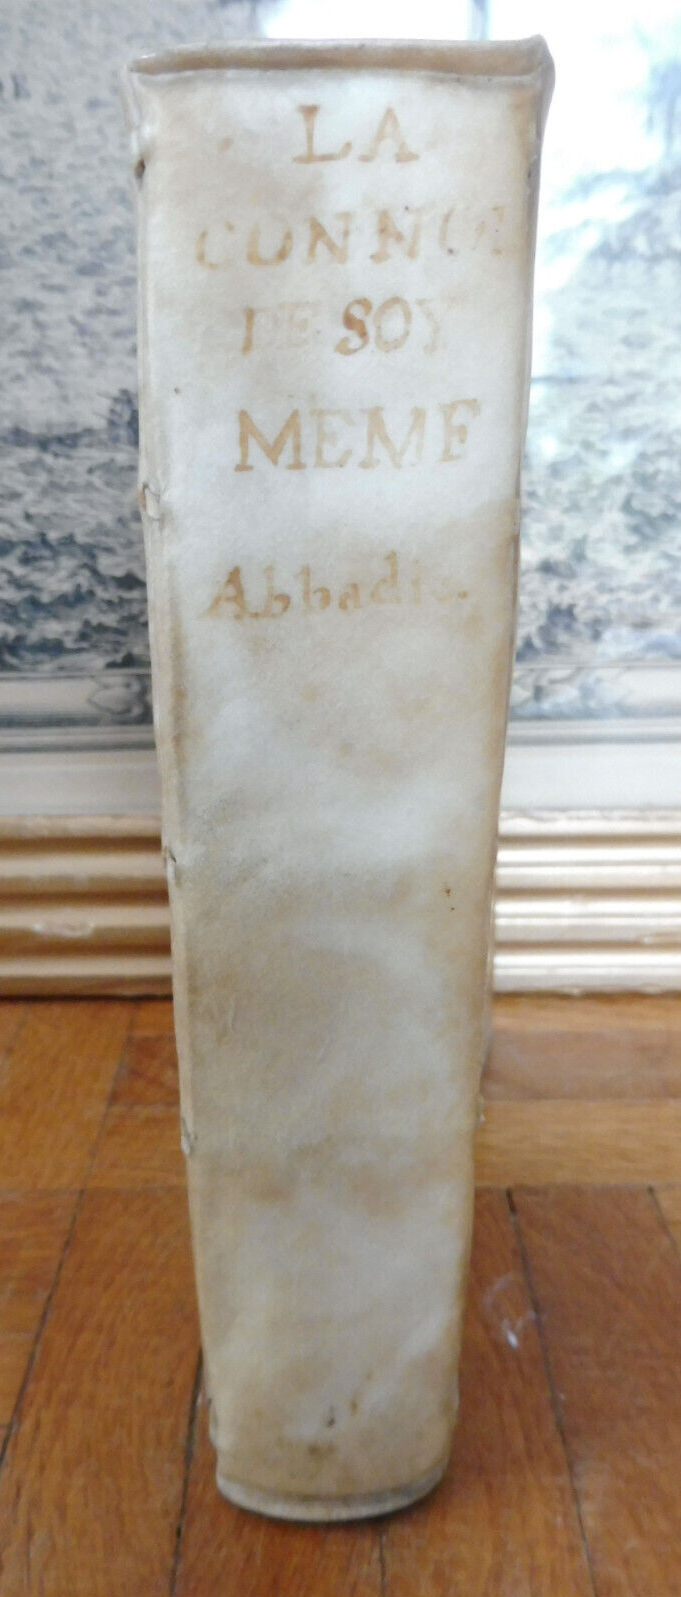 LA
CONNOI
DE SOY
MEME
Abbadie.